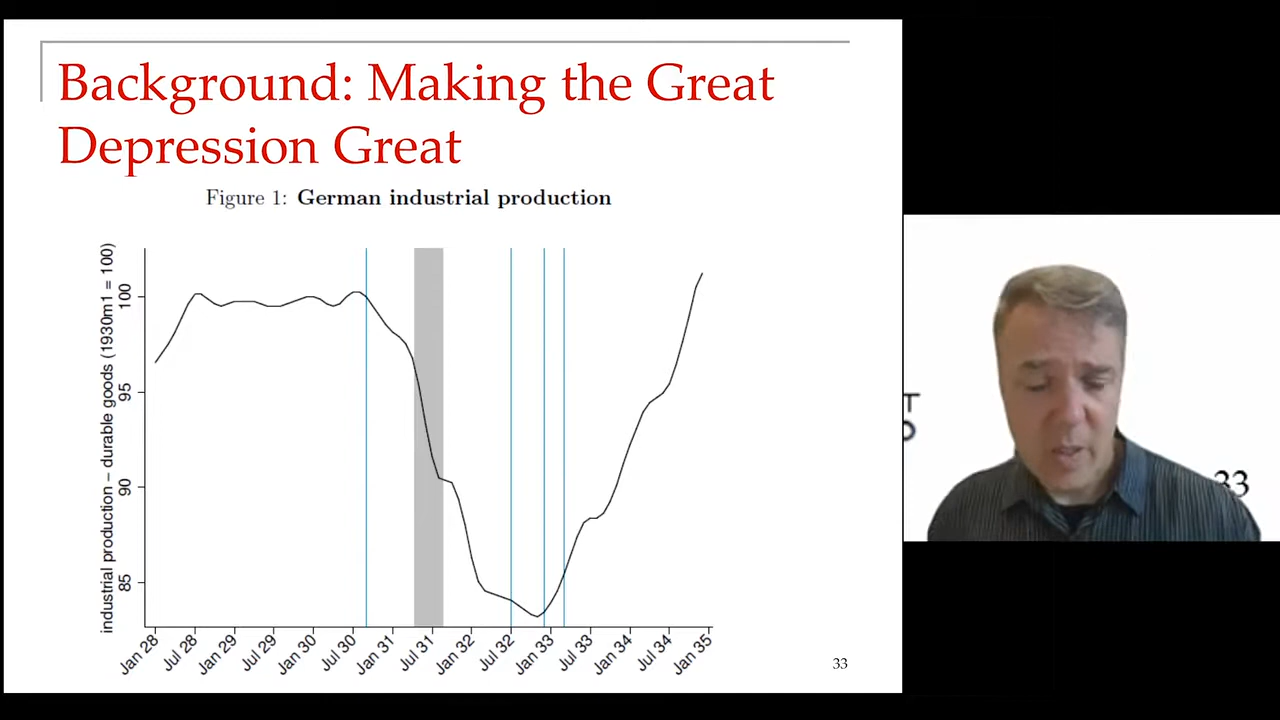 Background: Making the Great
Depression Great
Figure 1: German industrial production
industrial production – durable goods (1930m1 = 100)
100
95
90
85
Jan 28
Jul 28
Jan 29
Jul 29
Jan 30
Jul 30
Jan 31
Jul 31
Jan 32
Jul 32
Jan 33
Jul 33
Jan 34
Jul 34
Jan 35
33
T
33